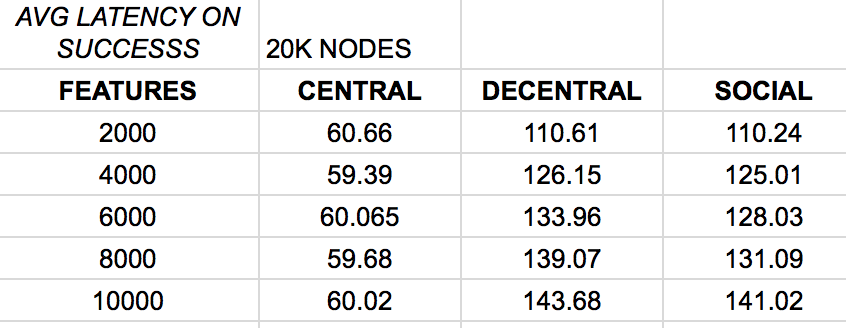 AVG LATENCY ON
SUCCESSS 20K NODES
FEATURES CENTRAL DECENTRAL SOCIAL
2000 60.66 110.61 110.24
4000 59.39 126.15 125.01
6000 60.065 133.96 128.03
8000 59.68 139.07 131.09
10000 60.02 143.68 141.02